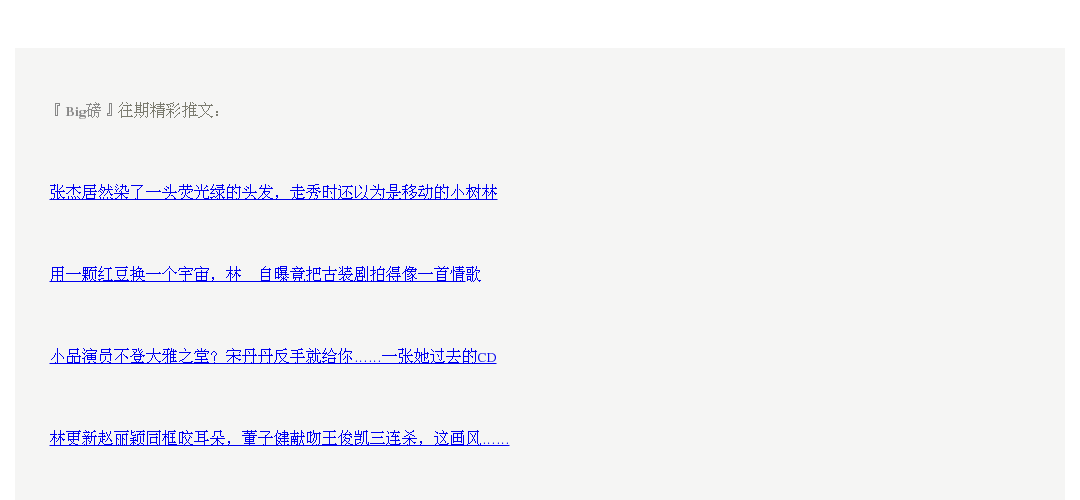 『 Big磅 』往期精彩推文：
张杰居然染了一头荧光绿的头发，走秀时还以为是移动的小树林
用一颗红豆换一个宇宙，林　自曝竟把古装剧拍得像一首情歌
小品演员不登大雅之堂？宋丹丹反手就给你……一张她过去的CD
林更新赵丽颖同框咬耳朵，董子健献吻王俊凯三连杀，这画风……